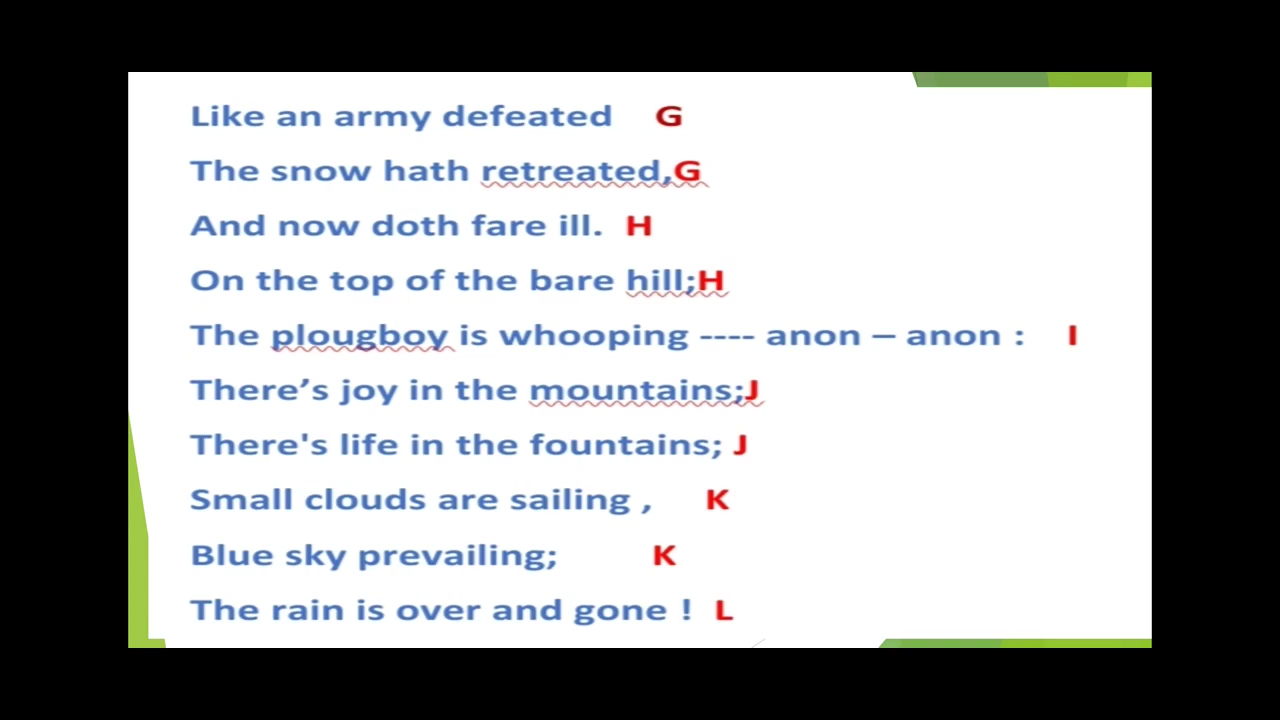 Like an army defeated G
The snow hath retreated,G
And now doth fare ill. H
On the top of the bare hill;H
The plougboy is whooping ---- anon – anon : I
There’s joy in the mountains;J
There's life in the fountains; J
Small clouds are sailing , K
Blue sky prevailing; K
The rain is over and gone ! L